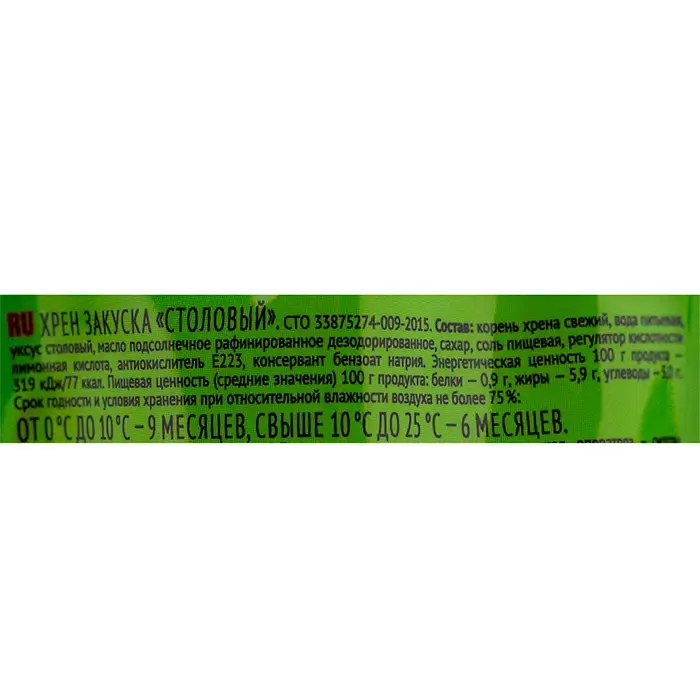 RU ХРЕН ЗАКУСКА «СТОЛОВЫЙ». СТО 33875274-009-2015. Состав: корень хрена свежий, вода питьевая,
уксус столовый, масло подсолнечное рафинированное дезодорированное, сахар, соль пищевая, регулятор кислотности
лимонная кислота, антиокислитель Е223, консервант бензоат натрия. Энергетическая ценность 100 г продукта –
319 кДж/77 ккал. Пищевая ценность (средние значения) 100 г продукта: белки – 0,9 г, жиры – 5,9 г, углеводы – 5,0 г.
Срок годности и условия хранения при относительной влажности воздуха не более 75%:
ОТ 0°С ДО 10°С – 9 МЕСЯЦЕВ, СВЫШЕ 10°С ДО 25°С – 6 МЕСЯЦЕВ.